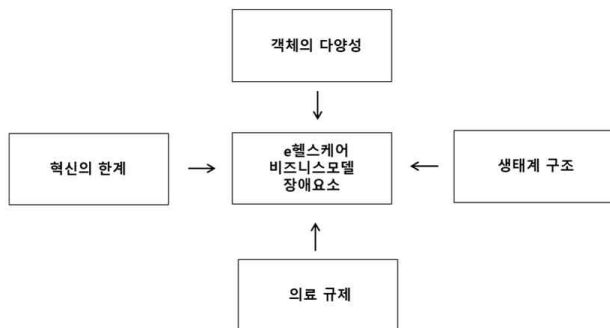 객체의 다양성
혁신의 한계
e헬스케어
비즈니스모델
장애요소
생태계 구조
의료 규제